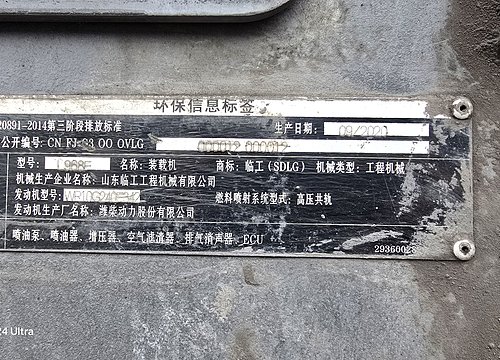 环保信息标签
20891-2014第三阶段排放标准 生产日期: 09/2020
公开编号: CN FJ G3 OO OVLG 000012 000012
型号: L968F 名称: 装载机 商标: 临工 (SDLG) 机械类型: 工程机械
机械生产企业名称: 山东临工工程机械有限公司
发动机型号: 燃料喷射系统型式: 高压共轨
发动机生产厂名称: 潍柴动力股份有限公司
喷油泵、喷油器、增压器、空气滤清器、排气消声器、ECU
2936002
24 Ultra